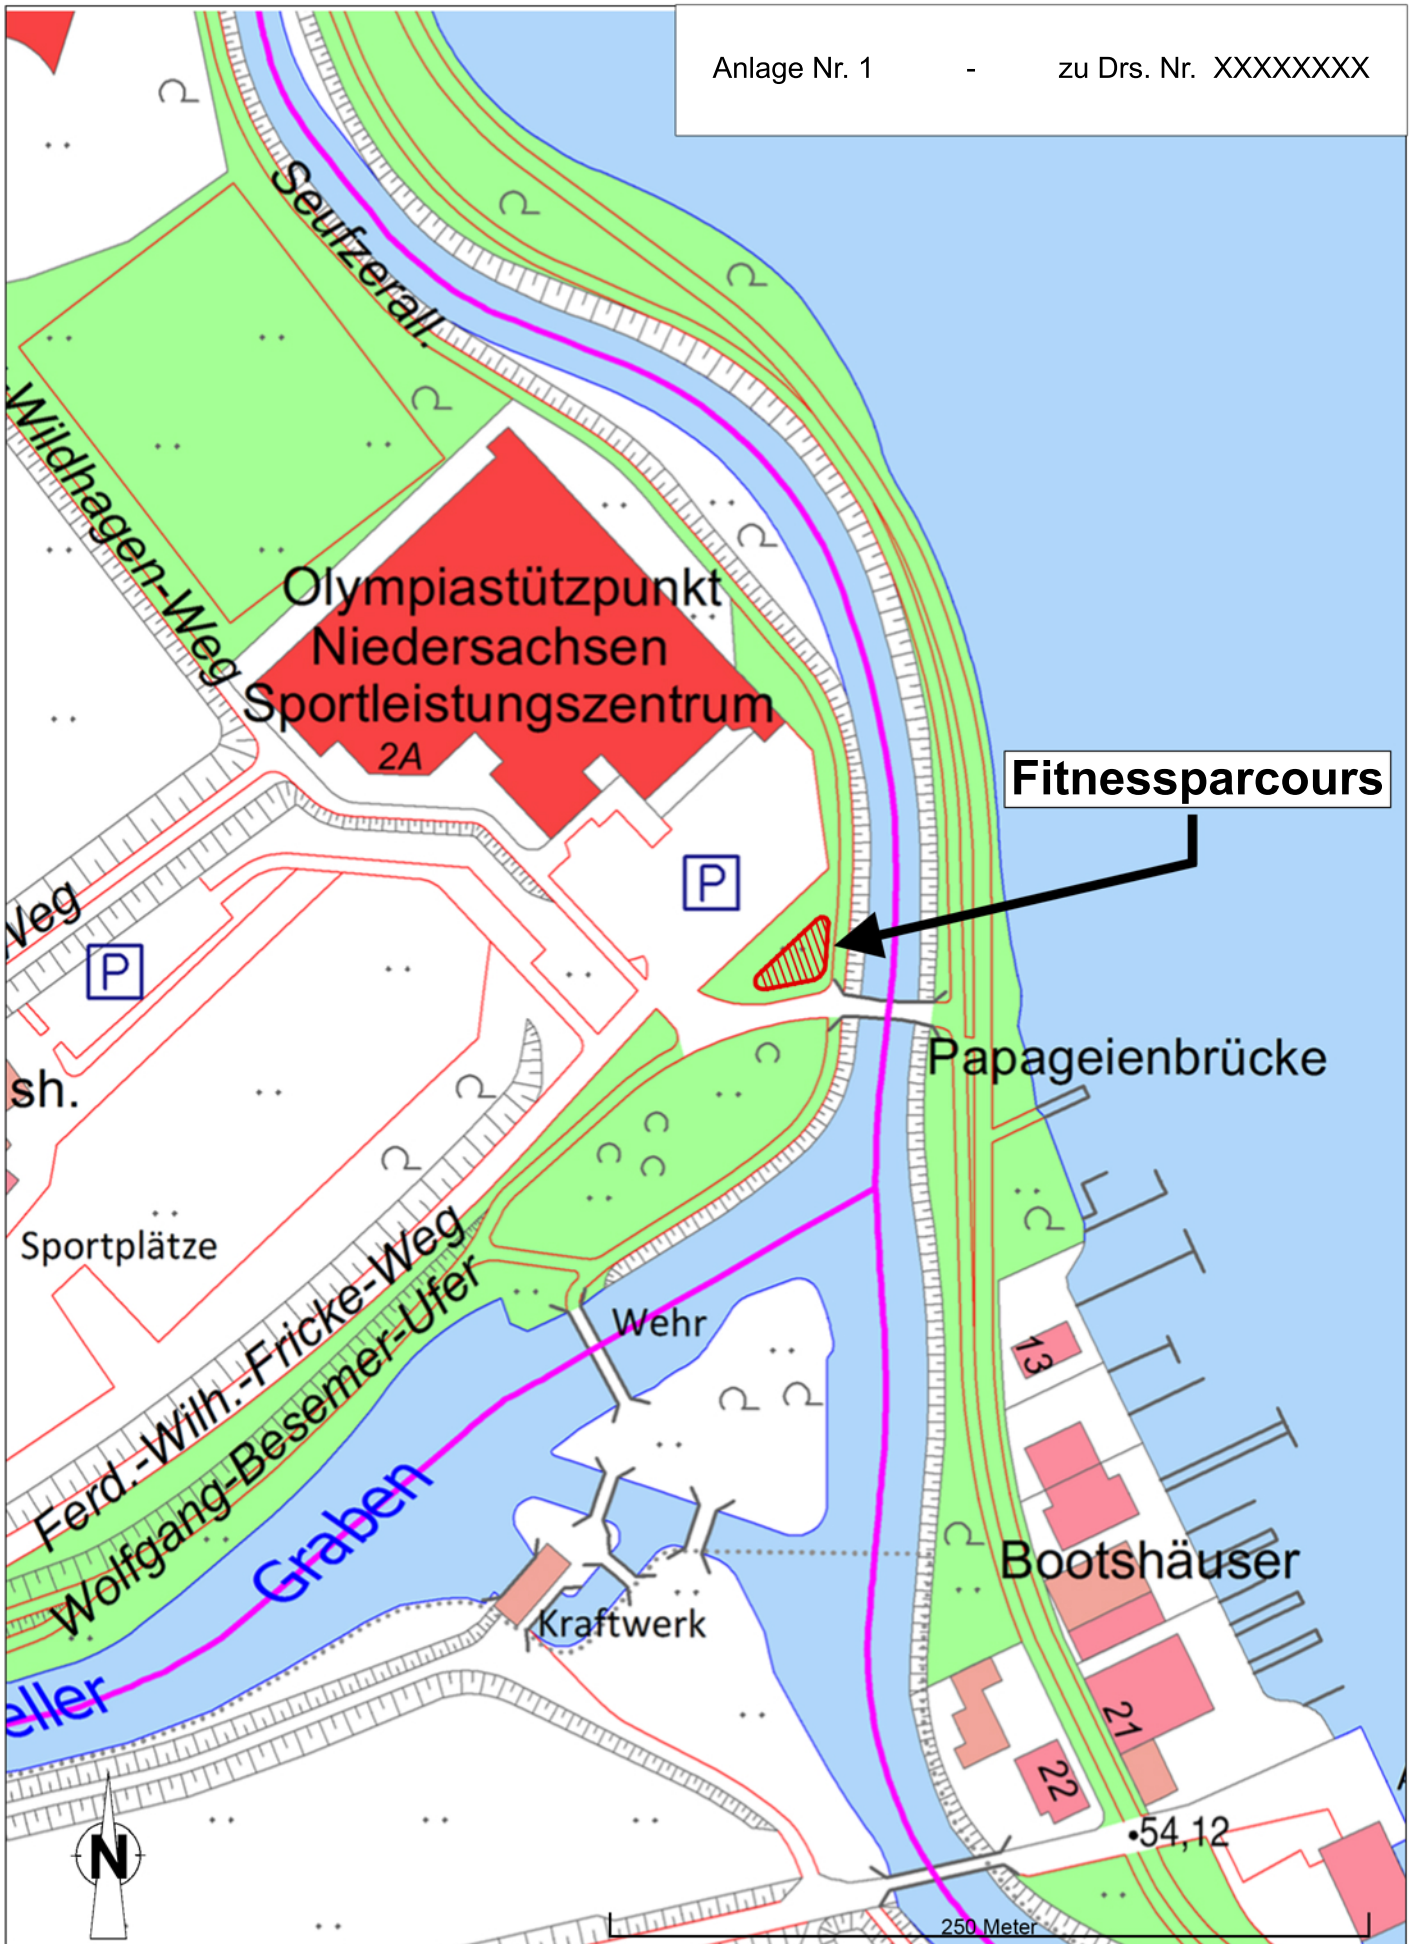 Anlage Nr. 1 - zu Drs. Nr. XXXXXXXX
Seufzerall.
-Wildhagen-Weg
Olympiastützpunkt
Niedersachsen
Sportleistungszentrum
2A
Fitnessparcours
P
Weg
P
Papageienbrücke
sh.
Sportplätze
Ferd.-Wilh.-Fricke-Weg
Wolfgang-Besemer-Ufer
Wehr
13
Graben
Bootshäuser
Kraftwerk
eller
21
22
54,12
N
250 Meter